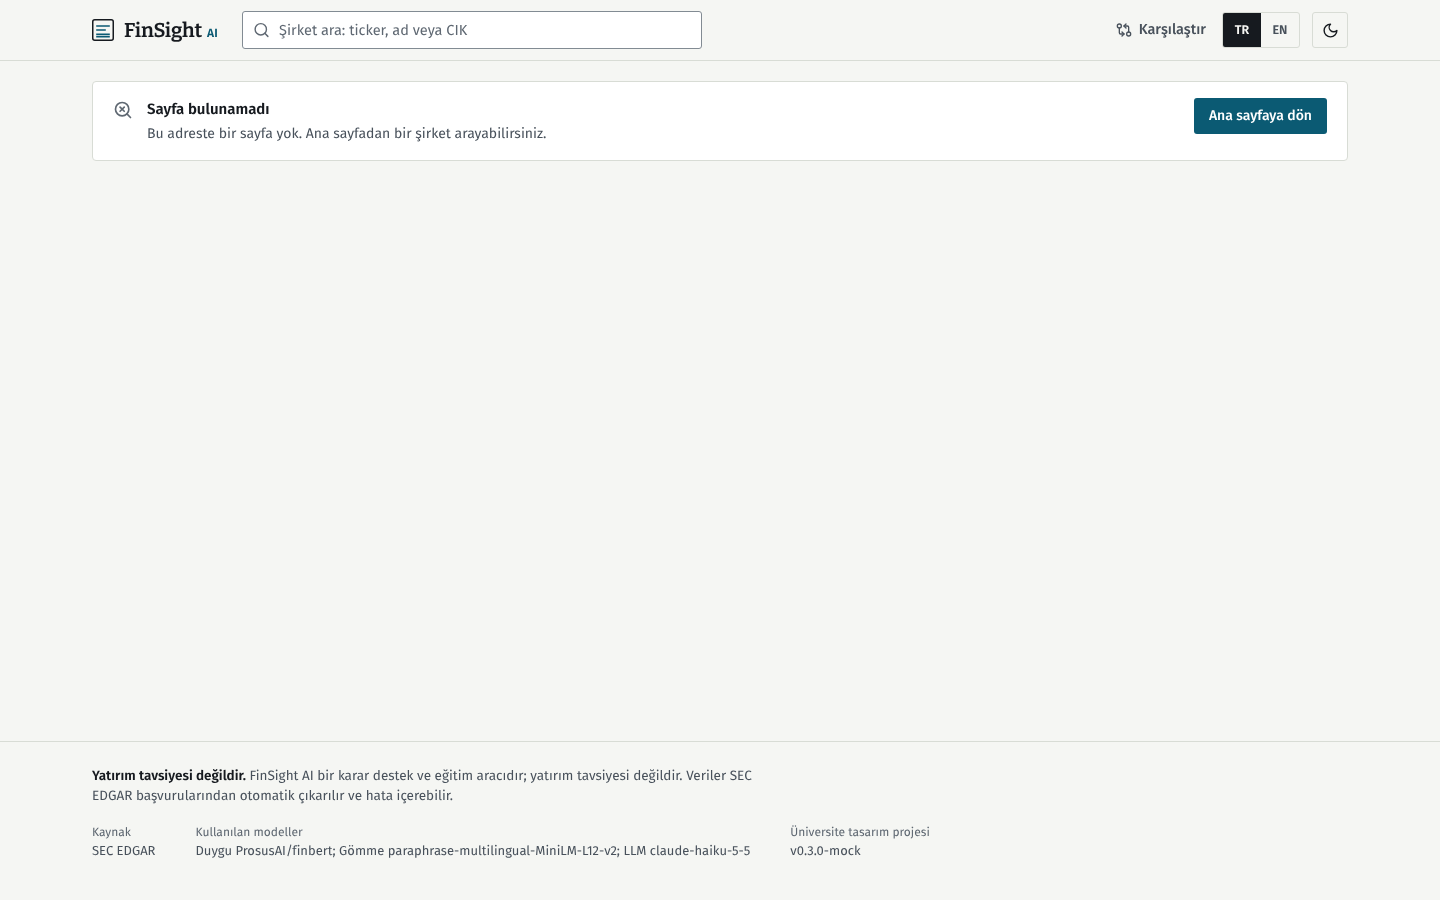 FinSight AI
Şirket ara: ticker, ad veya CIK
Karşılaştır
TR
EN
Sayfa bulunamadı
Bu adreste bir sayfa yok. Ana sayfadan bir şirket arayabilirsiniz.
Ana sayfaya dön
Yatırım tavsiyesi değildir. FinSight AI bir karar destek ve eğitim aracıdır; yatırım tavsiyesi değildir. Veriler SEC
EDGAR başvurularından otomatik çıkarılır ve hata içerebilir.
Kaynak
SEC EDGAR
Kullanılan modeller
Duygu ProsusAI/finbert; Gömme paraphrase-multilingual-MiniLM-L12-v2; LLM claude-haiku-5-5
Üniversite tasarım projesi
v0.3.0-mock